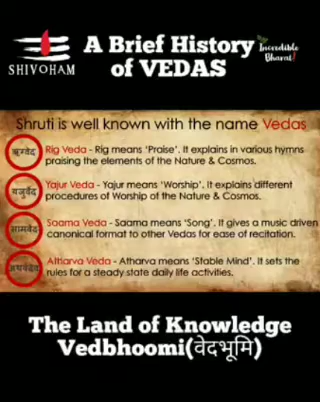 SHIVOHAM
A Brief History
of VEDAS
Incredible
Bharat!
Shruti is well known with the name Vedas
ऋग्वेद
Rig Veda - Rig means ‘Praise’. It explains in various hymns
praising the elements of the Nature & Cosmos.
यजुर्वेद
Yajur Veda - Yajur means ‘Worship’. It explains different
procedures of Worship of the Nature & Cosmos.
सामवेद
Saama Veda - Saama means ‘Song’. It gives a music driven
canonical format to other Vedas for ease of recitation.
अथर्ववेद
Atharva Veda - Atharva means ‘Stable Mind’. It sets the
rules for a steady state daily life activities.
The Land of Knowledge
Vedbhoomi(वेदभूमि)